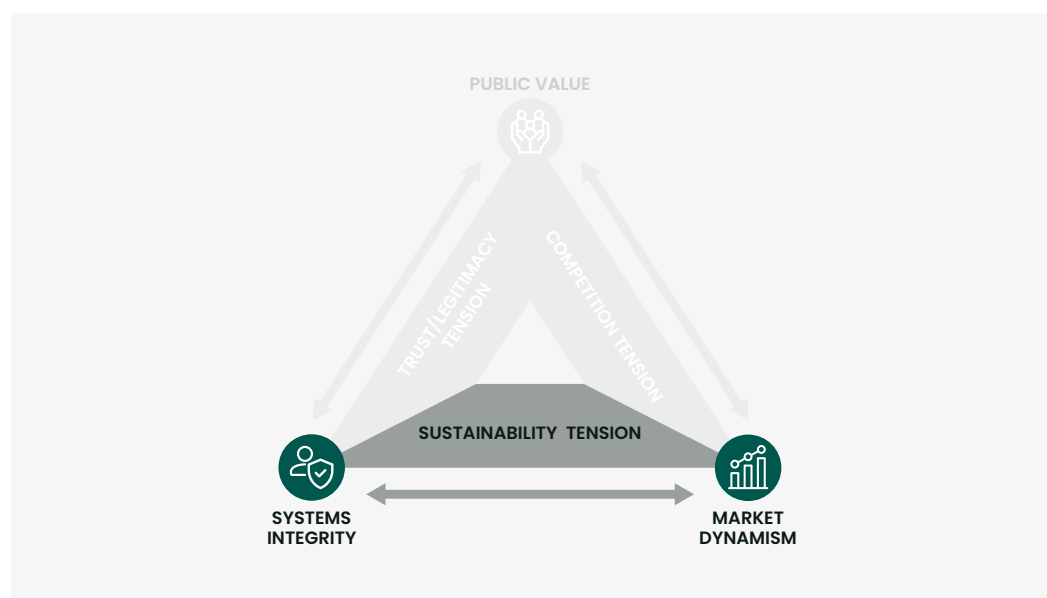 PUBLIC VALUE
TRUST/LEGITIMACY
TENSION
COMPETITION TENSION
SUSTAINABILITY TENSION
SYSTEMS
INTEGRITY
MARKET
DYNAMISM